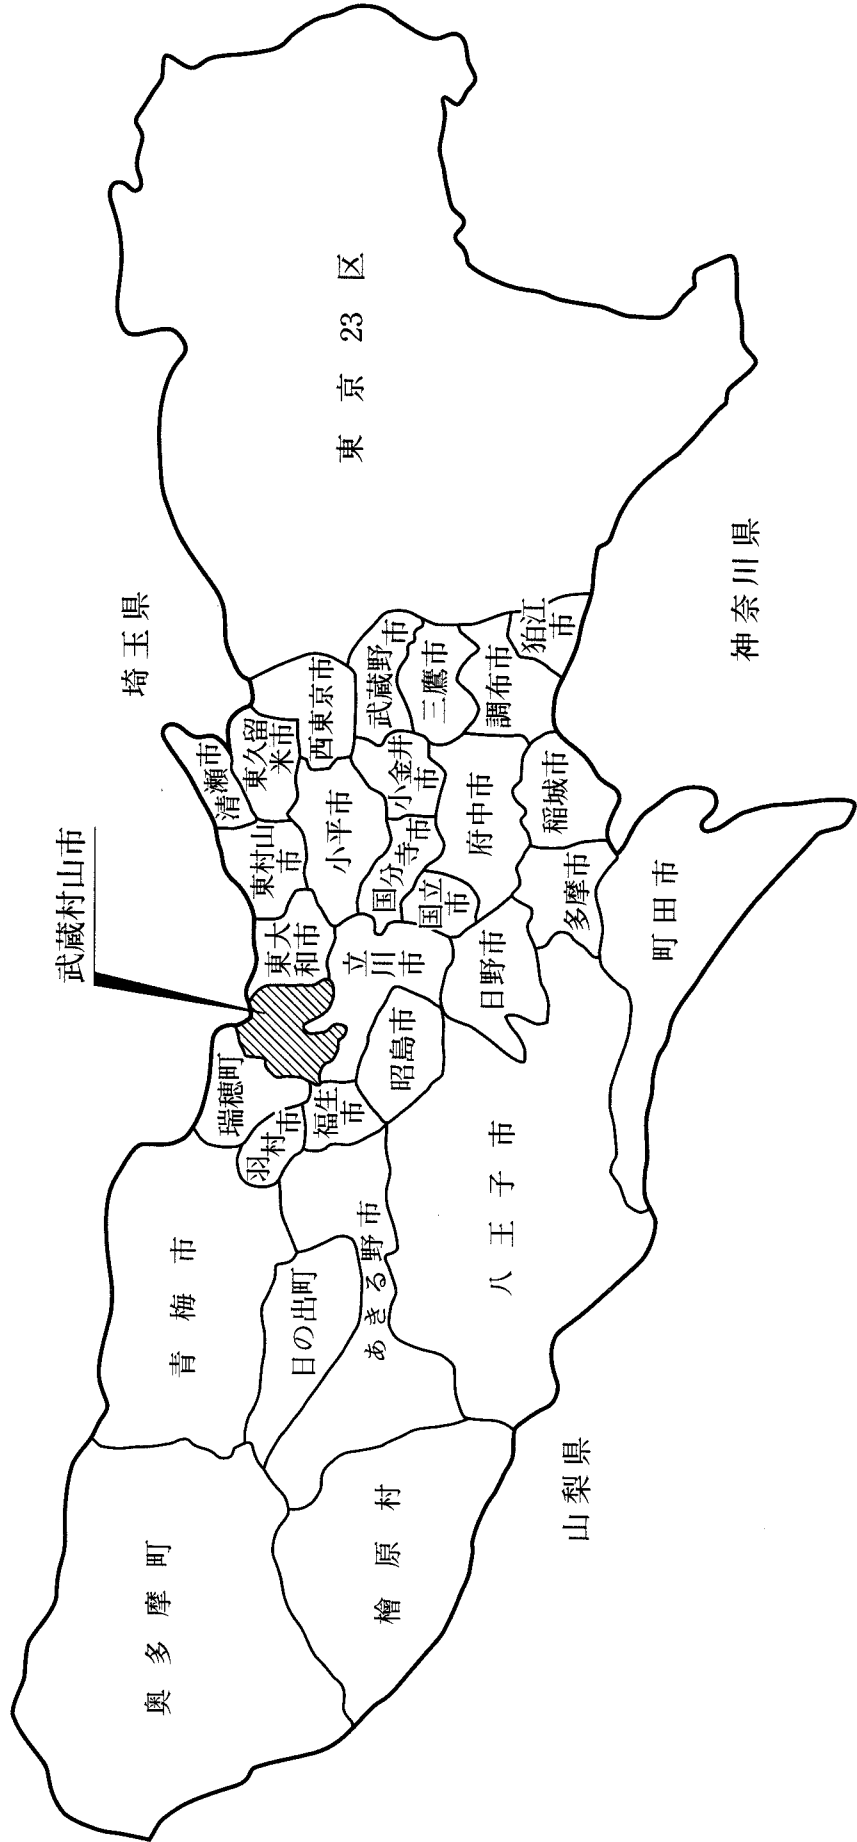 埼玉県
武蔵村山市
奥多摩町
青梅市
瑞穂町
羽村市
福生市
日の出町
あきる野市
檜原村
昭島市
立川市
東大
和市
東村山
市
清瀬市
東久留
米市
西東京市
小平市
小金井
市
国分寺市
国立
市
武蔵野市
三鷹市
調布市
狛江
市
府中市
稲城市
多摩市
日野市
八王子市
町田市
東京23区
神奈川県
山梨県